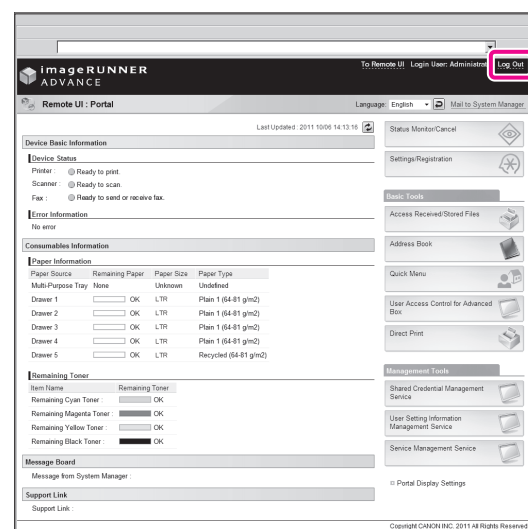 To Remote UI Login User: Administrat Log Out
imageRUNNER
ADVANCE
Remote UI : Portal
Language: English Mail to System Manager
Last Updated : 2011 10/06 14:13:16
Device Basic Information
Device Status
Printer : Ready to print.
Scanner : Ready to scan.
Fax : Ready to send or receive fax.
Error Information
No error
Consumables Information
Paper Information
Paper Source Remaining Paper Paper Size Paper Type
Multi-Purpose Tray None Unknown Undefined
Drawer 1 OK LTR Plain 1 (64-81 g/m2)
Drawer 2 OK LTR Plain 1 (64-81 g/m2)
Drawer 3 OK LTR Plain 1 (64-81 g/m2)
Drawer 4 OK LTR Plain 1 (64-81 g/m2)
Drawer 5 OK LTR Recycled (64-81 g/m2)
Remaining Toner
Item Name Remaining Toner
Remaining Cyan Toner : OK
Remaining Magenta Toner : OK
Remaining Yellow Toner : OK
Remaining Black Toner : OK
Message Board
Message from System Manager :
Support Link
Support Link :
Status Monitor/Cancel
Settings/Registration
Basic Tools
Access Received/Stored Files
Address Book
Quick Menu
User Access Control for Advanced
Box
Direct Print
Management Tools
Shared Credential Management
Service
User Setting Information
Management Service
Service Management Service
Portal Display Settings
Copyright CANON INC. 2011 All Rights Reserved